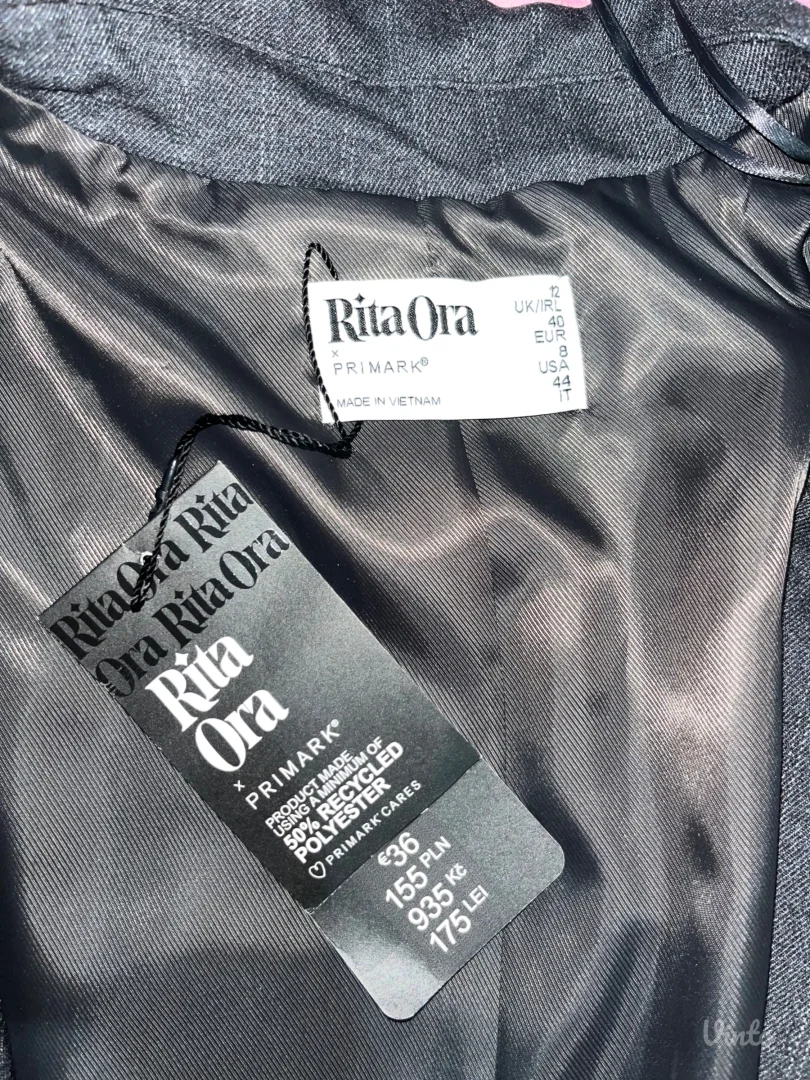 Rita Ora
x
PRIMARK®
MADE IN VIETNAM
12
UK/IRL
40
EUR
8
USA
44
IT
Rita Ora Rita
Ora Rita Ora
Rita
Ora
x PRIMARK®
PRODUCT MADE
USING A MINIMUM OF
50% RECYCLED
POLYESTER
PRIMARK CARES
€36
155 PLN
935 Kč
175 LEI